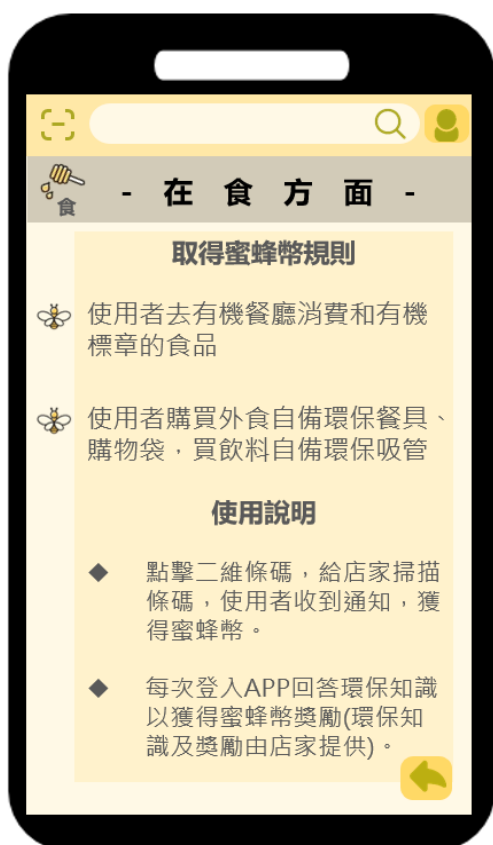 食
- 在 食 方 面 -
取得蜜蜂幣規則
使用者去有機餐廳消費和有機
標章的食品
使用者購買外食自備環保餐具、
購物袋，買飲料自備環保吸管
使用說明
◆ 點擊二維條碼，給店家掃描
條碼，使用者收到通知，獲
得蜜蜂幣。
◆ 每次登入APP回答環保知識
以獲得蜜蜂幣獎勵(環保知
識及獎勵由店家提供)。